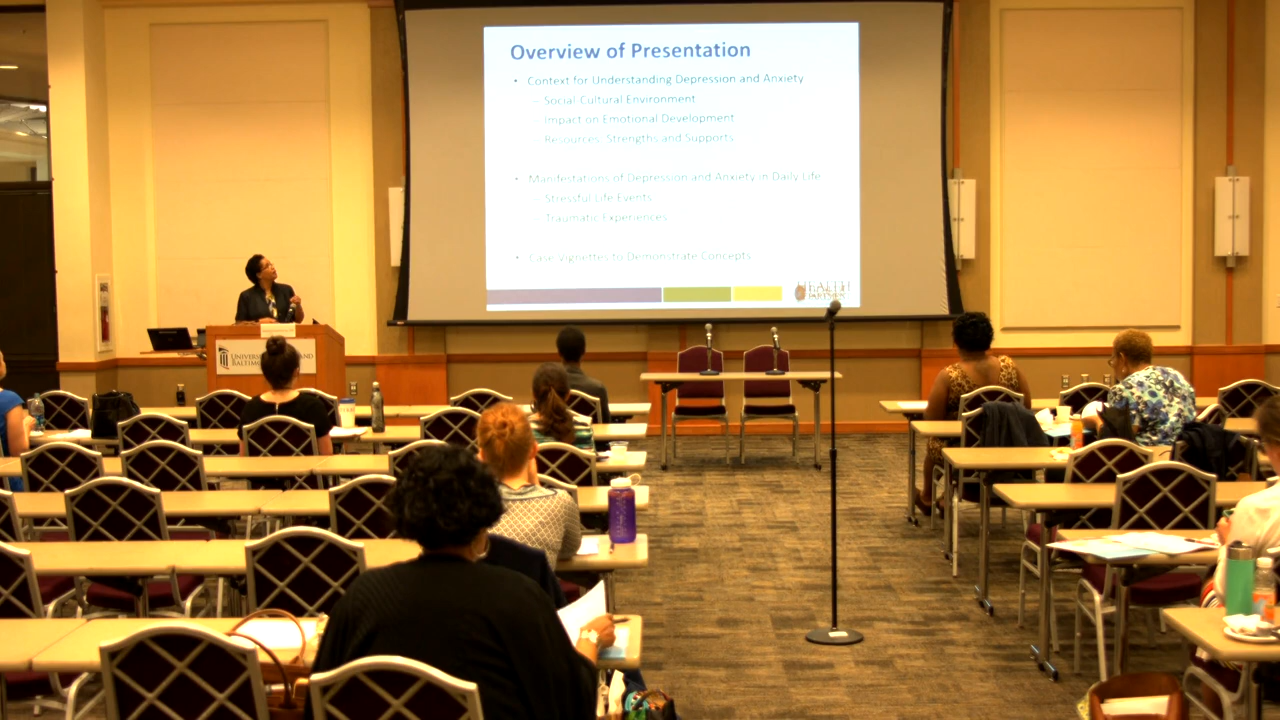 Overview of Presentation
• Context for Understanding Depression and Anxiety
– Social Cultural Environment
– Impact on Emotional Development
Resources, Strengths and Supports
• Manifestations of Depression and Anxiety in Daily Life
– Stressful Life Events
Traumatic Experiences
• Case Vignettes to Demonstrate Concepts
HEALTH